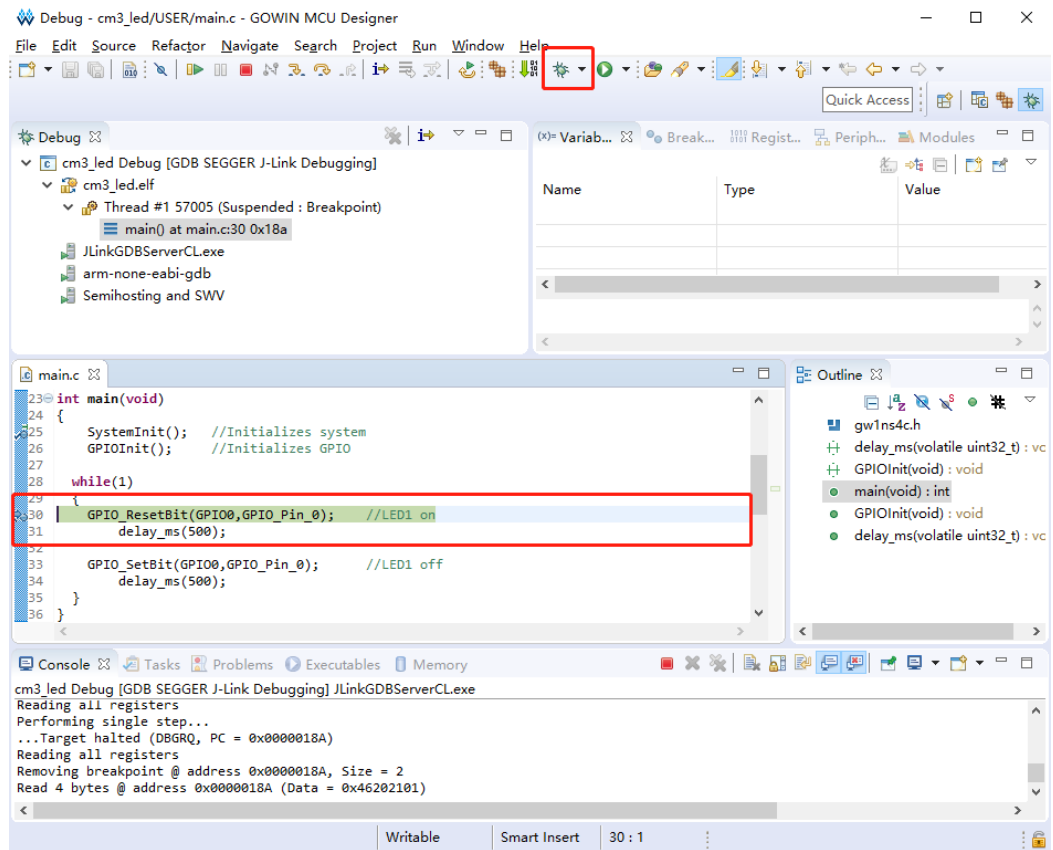 Debug - cm3_led/USER/main.c - GOWIN MCU Designer
File Edit Source Refactor Navigate Search Project Run Window Help
Quick Access
Debug
cm3_led Debug [GDB SEGGER J-Link Debugging]
cm3_led.elf
Thread #1 57005 (Suspended : Breakpoint)
main() at main.c:30 0x18a
JLinkGDBServerCL.exe
arm-none-eabi-gdb
Semihosting and SWV
(x)= Variab... Break... Regist... Periph... Modules
Name Type Value
main.c
23 int main(void)
24 {
25 SystemInit(); //Initializes system
26 GPIOInit(); //Initializes GPIO
27
28 while(1)
29 {
30 GPIO_ResetBit(GPIO0,GPIO_Pin_0); //LED1 on
31 delay_ms(500);
32
33 GPIO_SetBit(GPIO0,GPIO_Pin_0); //LED1 off
34 delay_ms(500);
35 }
36 }
Outline
gw1ns4c.h
delay_ms(volatile uint32_t) : vc
GPIOInit(void) : void
main(void) : int
GPIOInit(void) : void
delay_ms(volatile uint32_t) : vc
Console Tasks Problems Executables Memory
cm3_led Debug [GDB SEGGER J-Link Debugging] JLinkGDBServerCL.exe
Reading all registers
Performing single step...
...Target halted (DBGRQ, PC = 0x0000018A)
Reading all registers
Removing breakpoint @ address 0x0000018A, Size = 2
Read 4 bytes @ address 0x0000018A (Data = 0x46202101)
Writable Smart Insert 30 : 1